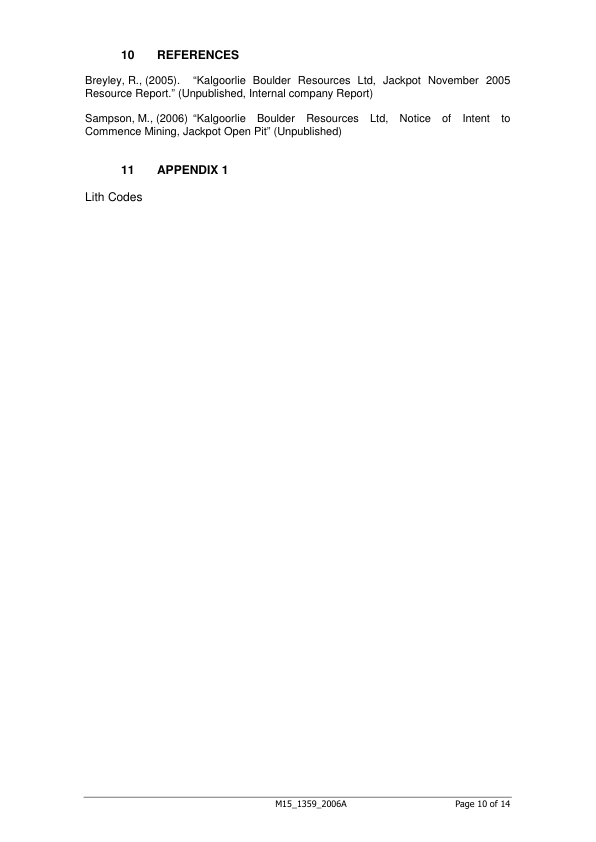 10 REFERENCES
Breyley, R., (2005). “Kalgoorlie Boulder Resources Ltd, Jackpot November 2005
Resource Report.” (Unpublished, Internal company Report)
Sampson, M., (2006) “Kalgoorlie Boulder Resources Ltd, Notice of Intent to
Commence Mining, Jackpot Open Pit” (Unpublished)
11 APPENDIX 1
Lith Codes
M15_1359_2006A Page 10 of 14